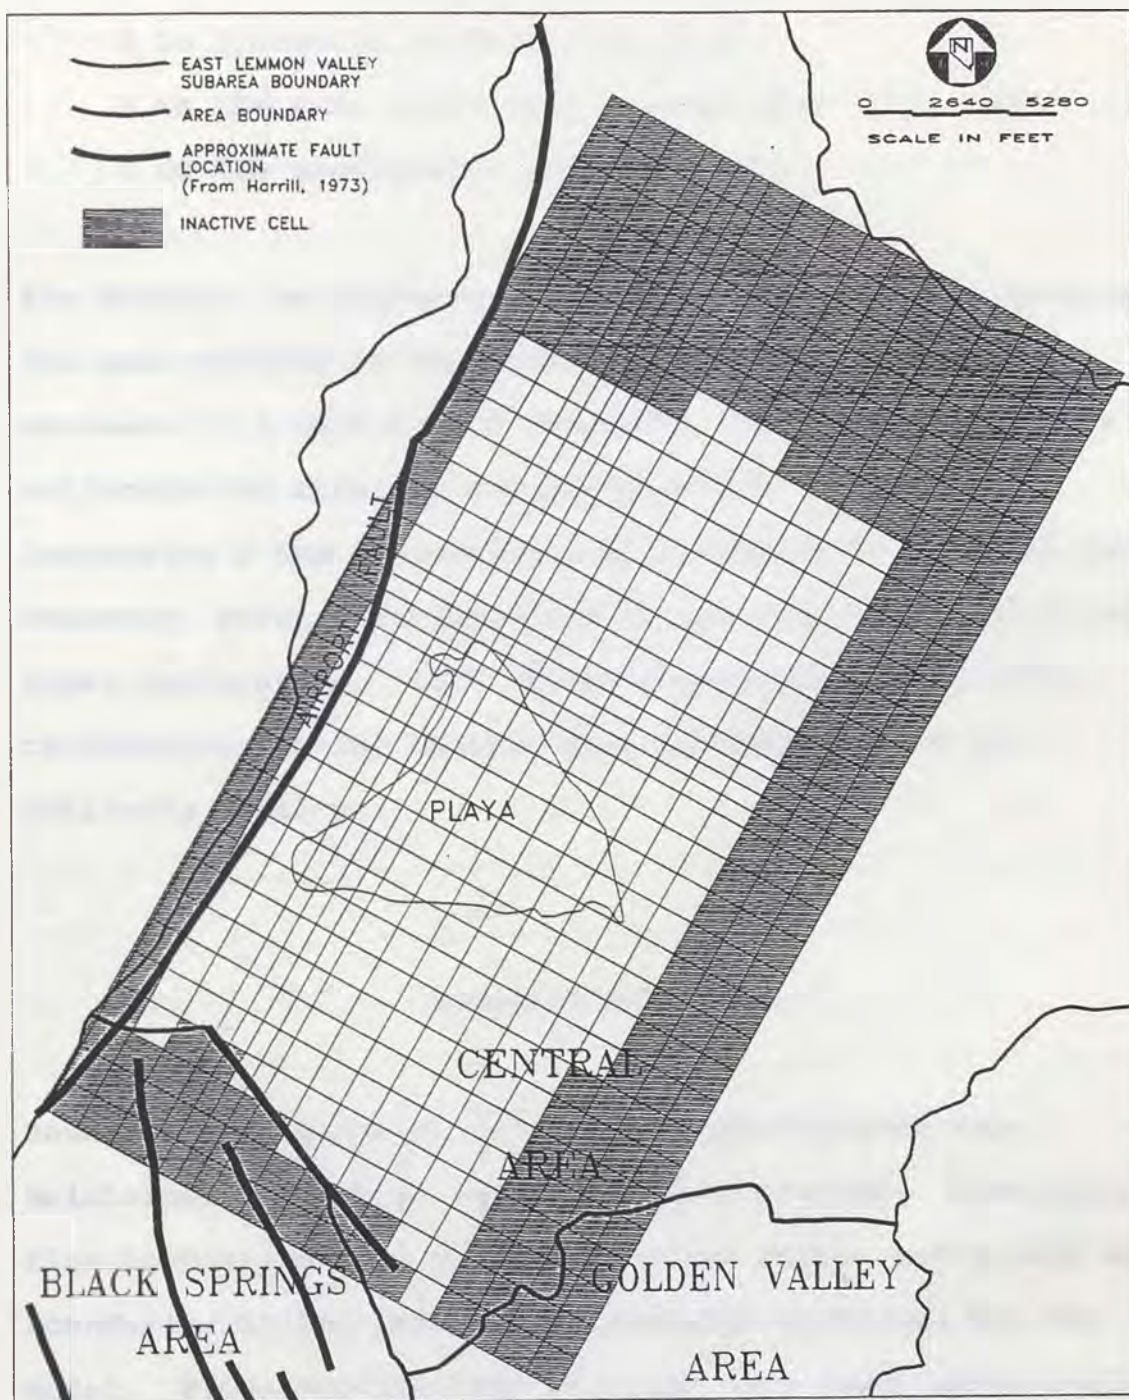 EAST LEMMON VALLEY
SUBAREA BOUNDARY
AREA BOUNDARY
APPROXIMATE FAULT
LOCATION
(From Harrill, 1973)
INACTIVE CELL
N
0 2640 5280
SCALE IN FEET
AIRPORT FAULT
PLAYA
CENTRAL
AREA
BLACK SPRINGS
AREA
GOLDEN VALLEY
AREA